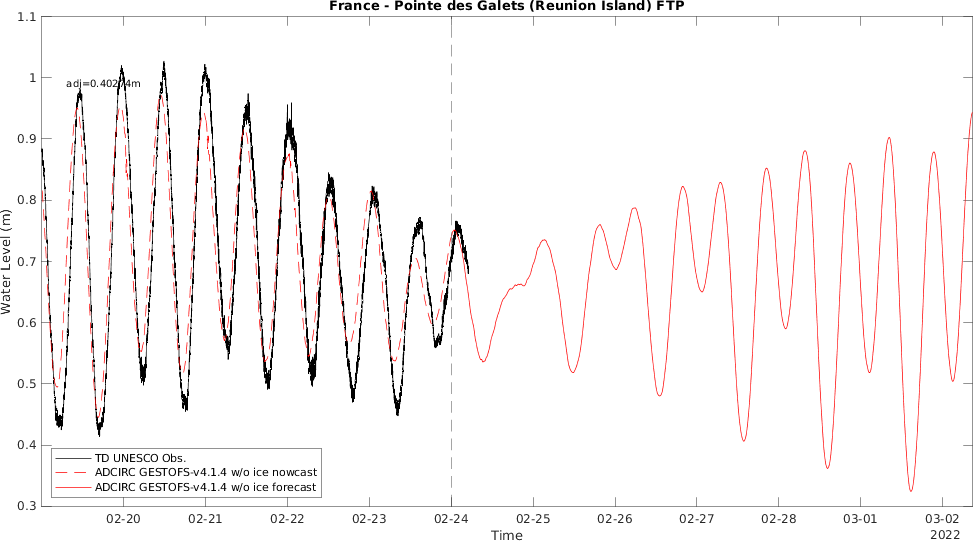 France - Pointe des Galets (Reunion Island) FTP
1.1
1
0.9
0.8
0.7
0.6
0.5
0.4
0.3
Water Level (m)
TD UNESCO Obs.
ADCIRC GESTOFS-v4.1.4 w/o ice nowcast
ADCIRC GESTOFS-v4.1.4 w/o ice forecast
02-20 02-21 02-22 02-23 02-24 02-25 02-26 02-27 02-28 03-01 03-02
2022
Time